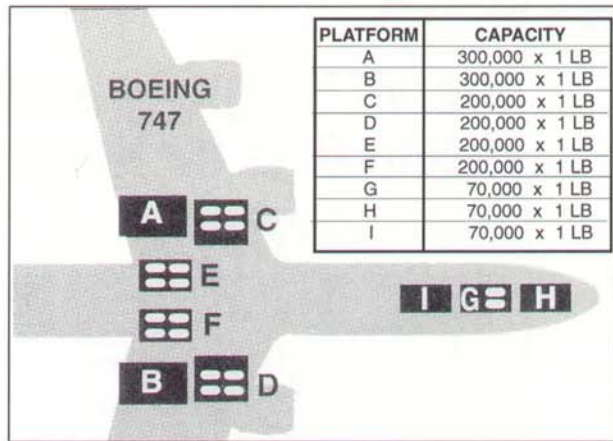 BOEING
747
PLATFORM CAPACITY
A 300,000 x 1 LB
B 300,000 x 1 LB
C 200,000 x 1 LB
D 200,000 x 1 LB
E 200,000 x 1 LB
F 200,000 x 1 LB
G 70,000 x 1 LB
H 70,000 x 1 LB
I 70,000 x 1 LB
A C
E
F
B D
I G H